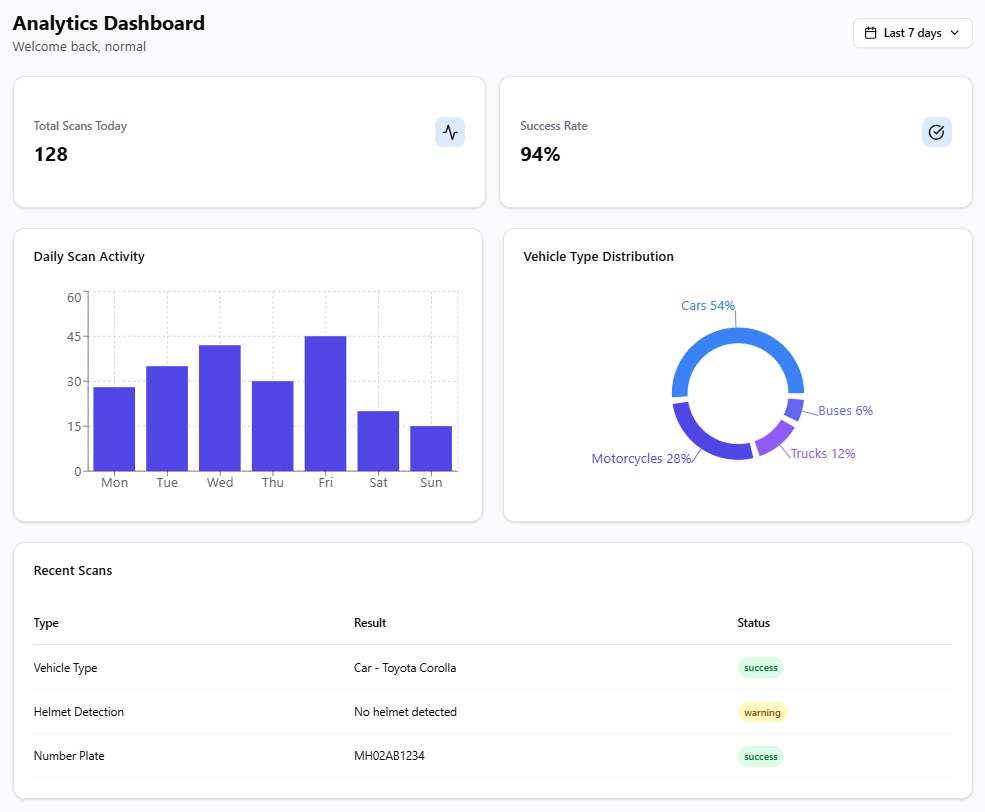 Analytics Dashboard
Welcome back, normal
Last 7 days
Total Scans Today
128
Success Rate
94%
Daily Scan Activity
60
45
30
15
0
Mon Tue Wed Thu Fri Sat Sun
Vehicle Type Distribution
Cars 54%
Buses 6%
Trucks 12%
Motorcycles 28%
Recent Scans
Type Result Status
Vehicle Type Car - Toyota Corolla success
Helmet Detection No helmet detected warning
Number Plate MH02AB1234 success